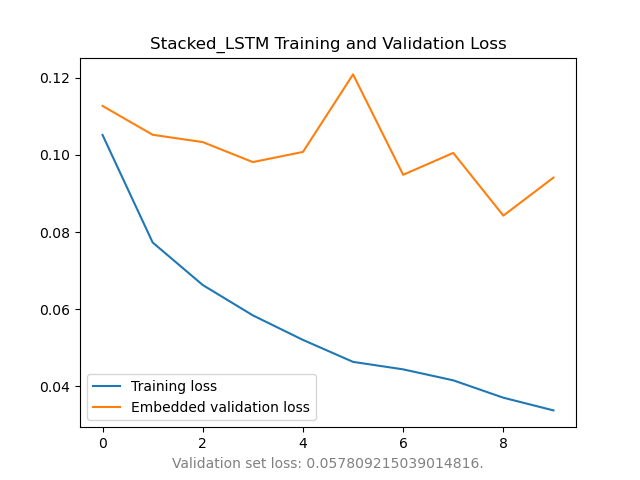 Stacked_LSTM Training and Validation Loss
0.12
0.10
0.08
0.06
0.04
Training loss
Embedded validation loss
0 2 4 6 8
Validation set loss: 0.057809215039014816.